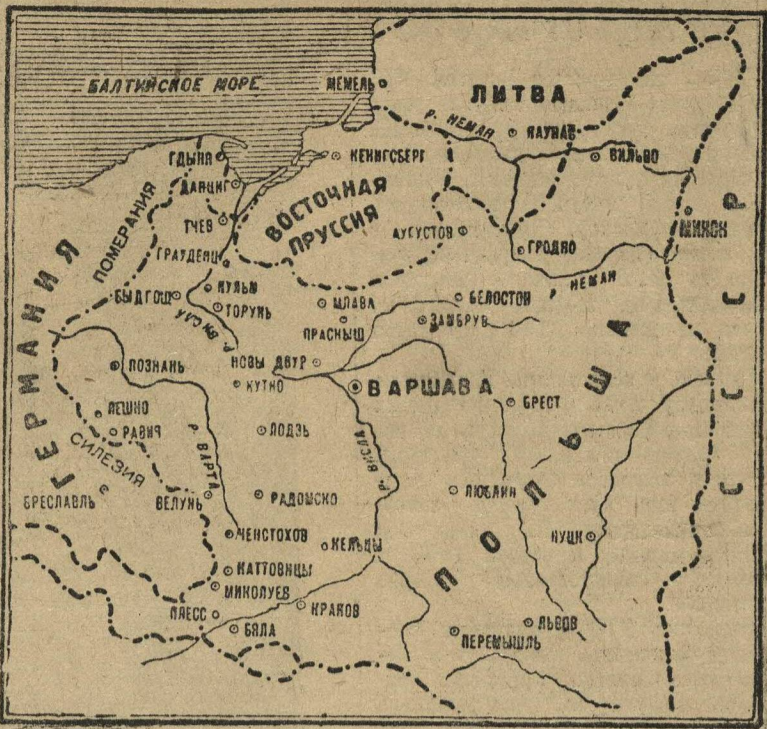 БАЛТИЙСКОЕ МОРЕ
МЕМЕЛЬ
ЛИТВА
Р. НЕМАН
КАУНАС
ВИЛЬНО
ГДЫНЯ
КЕНИГСБЕРГ
ДАНЦИГ
ВОСТОЧНАЯ
ПРУССИЯ
ПОМЕРАНИЯ
ТЧЕВ
АУГУСТОВ
МИНСК
ГРОДНО
ГРАУДЕНЦ
Р. НЕМАН
КУЛЬМ
БЫДГОЩ
ТОРУНЬ
МЛАВА
БЕЛОСТОК
ПРАСНЫШ
ЗАМБРУВ
Р. ВИСЛА
НОВЫ ДВУР
ПОЗНАНЬ
КУТНО
ВАРШАВА
БРЕСТ
ЛЕШНО
РАВИЧ
ЛОДЗЬ
СИЛЕЗИЯ
Р. ВАРТА
Р. ВИСЛА
БРЕСЛАВЛЬ
ВЕЛУНЬ
РАДОМСКО
ЛЮБЛИН
ЧЕНСТОХОВ
КЕЛЬЦЫ
ЛУЦК
КАТТОВИЦЫ
МИКОЛУЕВ
ПЛЕСС
КРАКОВ
БЯЛА
ЛЬВОВ
ПЕРЕМЫШЛЬ
ГЕРМАНИЯ
ПОЛЬША
СССР